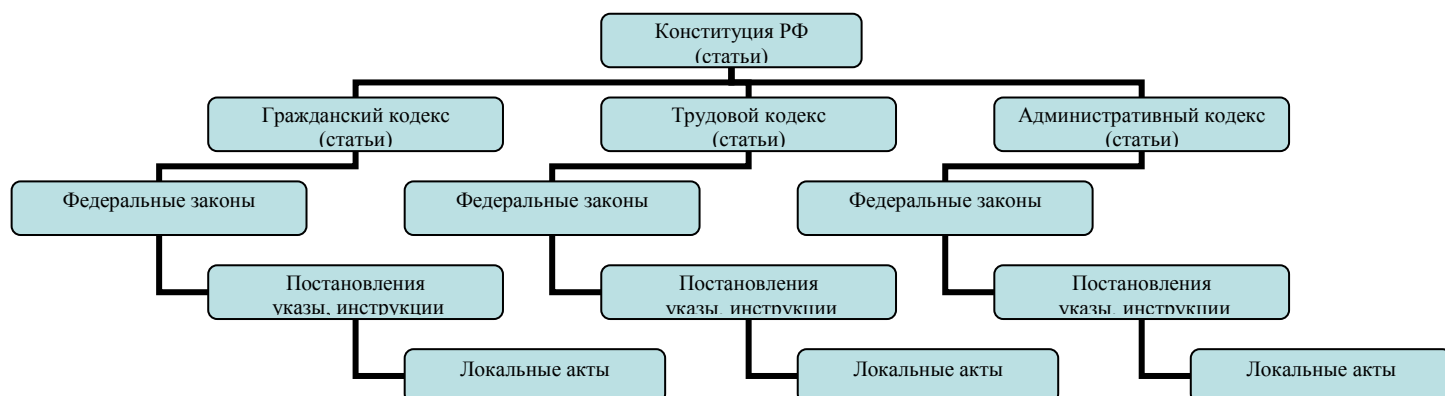 Конституция РФ
(статьи)
Гражданский кодекс
(статьи)
Трудовой кодекс
(статьи)
Административный кодекс
(статьи)
Федеральные законы
Федеральные законы
Федеральные законы
Постановления
указы, инструкции
Постановления
указы, инструкции
Постановления
указы, инструкции
Локальные акты
Локальные акты
Локальные акты